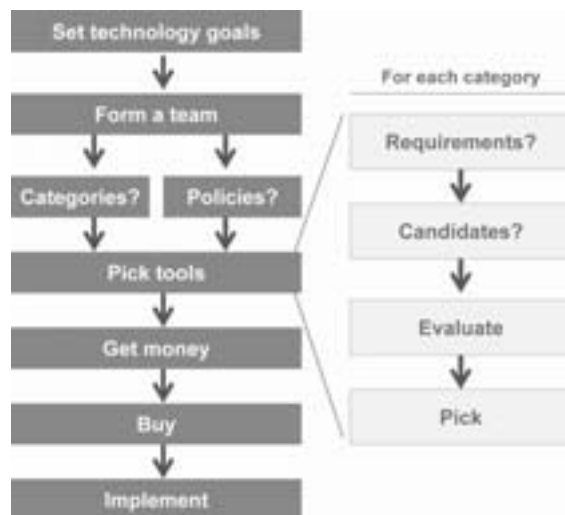 Set technology goals
Form a team
Categories?
Policies?
Pick tools
Get money
Buy
Implement
For each category
Requirements?
Candidates?
Evaluate
Pick